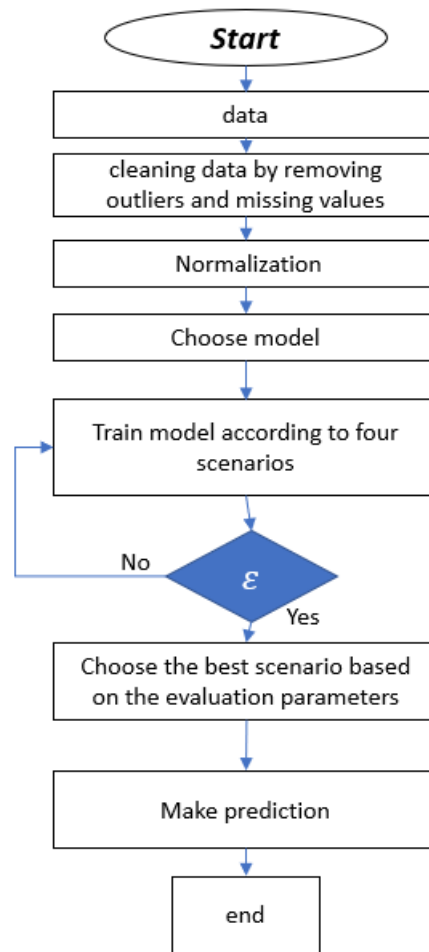 Start
data
cleaning data by removing
outliers and missing values
Normalization
Choose model
Train model according to four
scenarios
No
ε
Yes
Choose the best scenario based
on the evaluation parameters
Make prediction
end